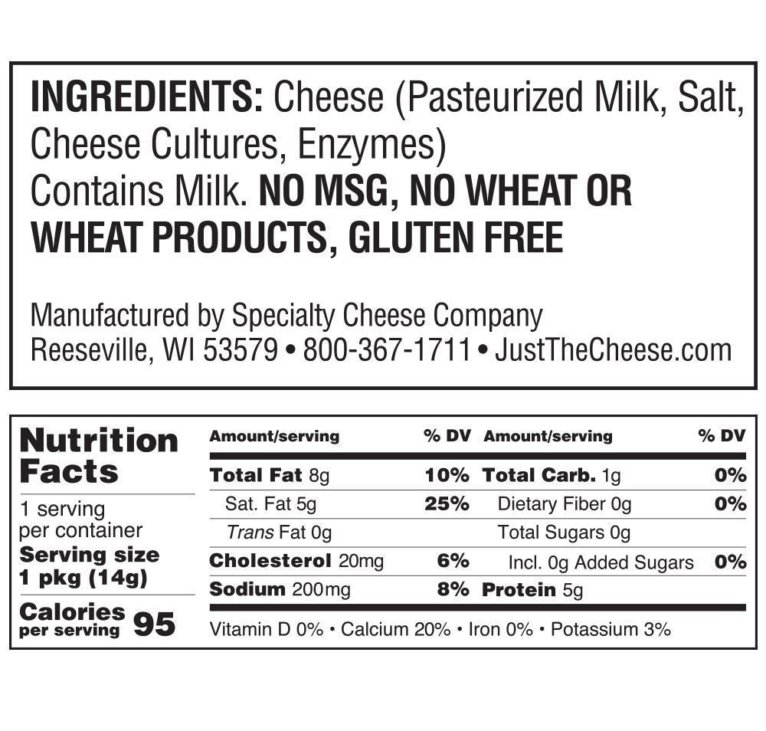 INGREDIENTS: Cheese (Pasteurized Milk, Salt,
Cheese Cultures, Enzymes)
Contains Milk. NO MSG, NO WHEAT OR
WHEAT PRODUCTS, GLUTEN FREE
Manufactured by Specialty Cheese Company
Reeseville, WI 53579 • 800-367-1711 • JustTheCheese.com
Nutrition
Facts
1 serving
per container
Serving size
1 pkg (14g)
Calories
per serving 95
Amount/serving % DV Amount/serving % DV
Total Fat 8g 10% Total Carb. 1g 0%
Sat. Fat 5g 25% Dietary Fiber 0g 0%
Trans Fat 0g Total Sugars 0g
Cholesterol 20mg 6% Incl. 0g Added Sugars 0%
Sodium 200mg 8% Protein 5g
Vitamin D 0% • Calcium 20% • Iron 0% • Potassium 3%